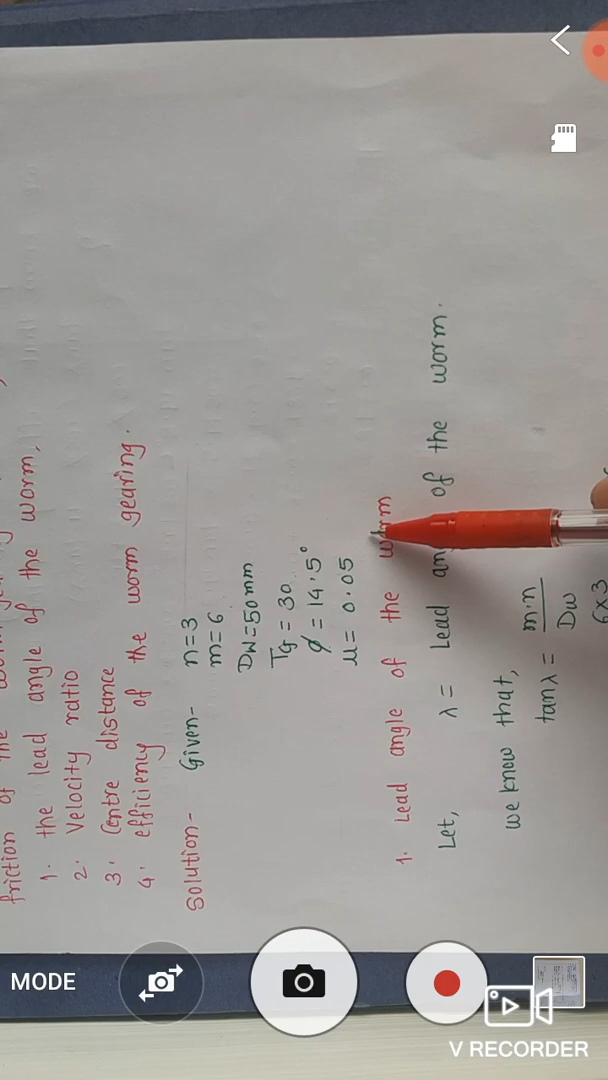 friction of the
1. the lead angle of the worm,
2. Velocity ratio
3. Centre distance
4. efficiency of the worm gearing.
Solution- Given- n=3
m=6
Dw=50mm
TG=30
ϕ=14.5°
μ=0.05
1. Lead angle of the worm
Let, λ = Lead of the worm.
we know that,
tanλ = m.n
Dw
6x3
MODE
V RECORDER